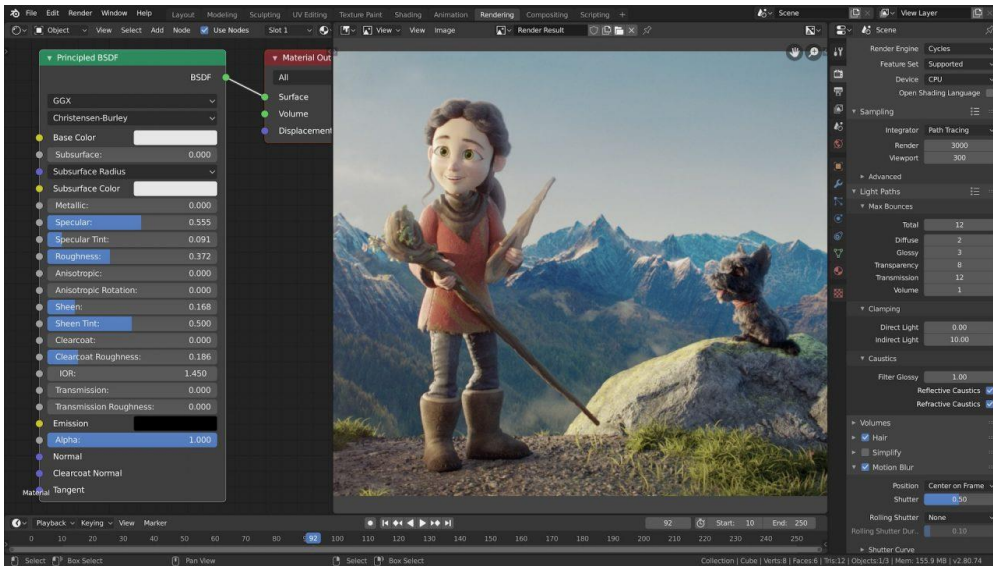 File Edit Render Window Help Layout Modeling Sculpting UV Editing Texture Paint Shading Animation Rendering Compositing Scripting + Scene View Layer
Object View Select Add Node Use Nodes Slot 1 View View Image Render Result Scene
Principled BSDF
BSDF
GGX
Christensen-Burley
Base Color
Subsurface: 0.000
Subsurface Radius
Subsurface Color
Metallic: 0.000
Specular: 0.555
Specular Tint: 0.091
Roughness: 0.372
Anisotropic: 0.000
Anisotropic Rotation: 0.000
Sheen: 0.168
Sheen Tint: 0.500
Clearcoat: 0.000
Clearcoat Roughness: 0.186
IOR: 1.450
Transmission: 0.000
Transmission Roughness: 0.000
Emission
Alpha: 1.000
Normal
Clearcoat Normal
Tangent
Material
Material Out
All
Surface
Volume
Displacement
Render Engine Cycles
Feature Set Supported
Device CPU
Open Shading Language
Sampling
Integrator Path Tracing
Render 3000
Viewport 300
Advanced
Light Paths
Max Bounces
Total 12
Diffuse 2
Glossy 3
Transparency 8
Transmission 12
Volume 1
Clamping
Direct Light 0.00
Indirect Light 10.00
Caustics
Filter Glossy 1.00
Reflective Caustics
Refractive Caustics
Volumes
Hair
Simplify
Motion Blur
Position Center on Frame
Shutter 0.50
Rolling Shutter None
Rolling Shutter Dur.. 0.10
Shutter Curve
Playback Keying View Marker 92 Start: 10 End: 250
0 10 20 30 40 50 60 70 80 92 100 110 120 130 140 150 160 170 180 190 200 210 220 230 240 250
Select Box Select Pan View Select Box Select Collection | Cube | Verts:8 | Faces:6 | Tris:12 | Objects:1/3 | Mem: 155.9 MB | v2.80.74